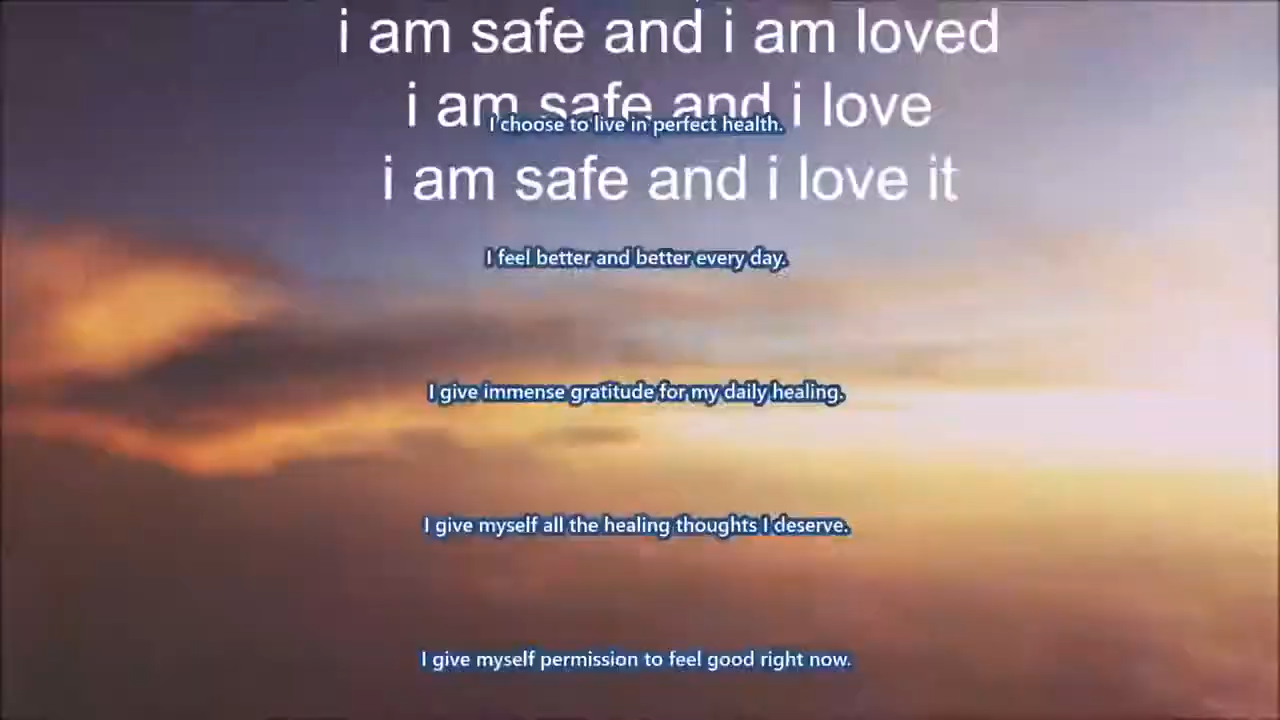 i am safe and i am loved
i am safe and i love
I choose to live in perfect health.
i am safe and i love it
I feel better and better every day.
I give immense gratitude for my daily healing.
I give myself all the healing thoughts I deserve.
I give myself permission to feel good right now.